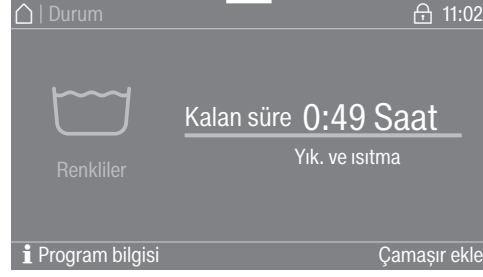 | Durum 11:02
Kalan süre 0:49 Saat
Yık. ve ısıtma
Renkliler
i Program bilgisi Çamaşır ekle